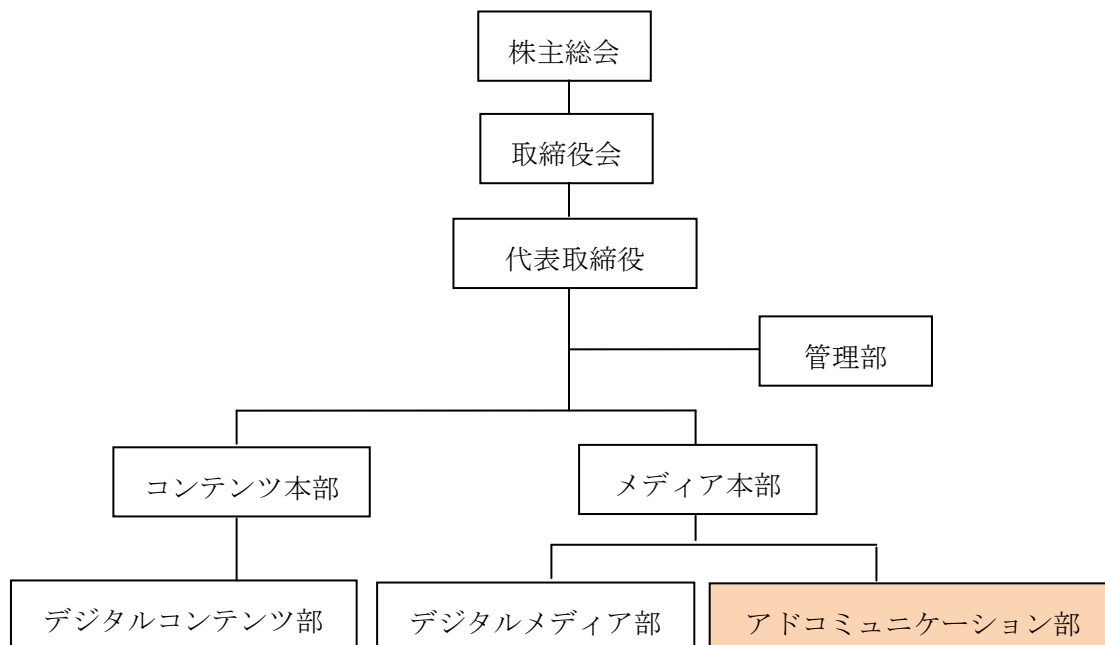 株主総会
取締役会
代表取締役
管理部
コンテンツ本部
メディア本部
デジタルコンテンツ部
デジタルメディア部
アドコミュニケーション部